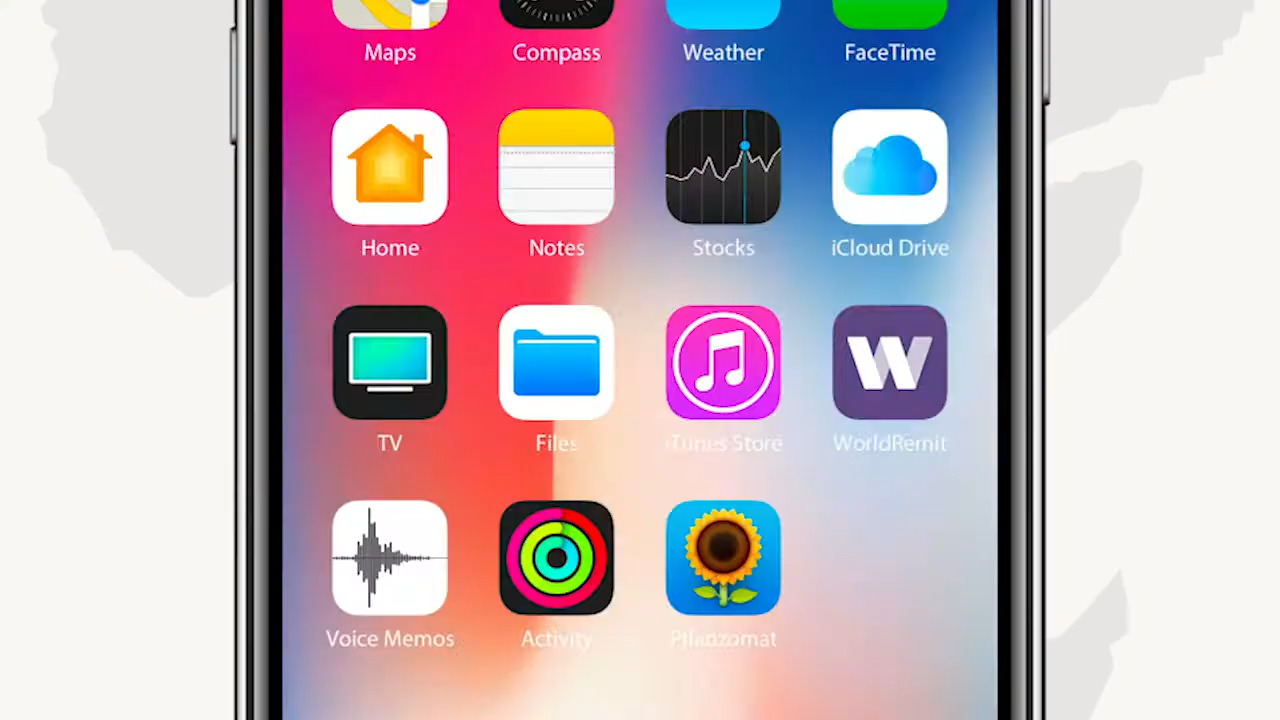 Maps Compass Weather FaceTime
Home Notes Stocks iCloud Drive
W
TV Files iTunes Store WorldRemit
Voice Memos Activity Pflanzomat